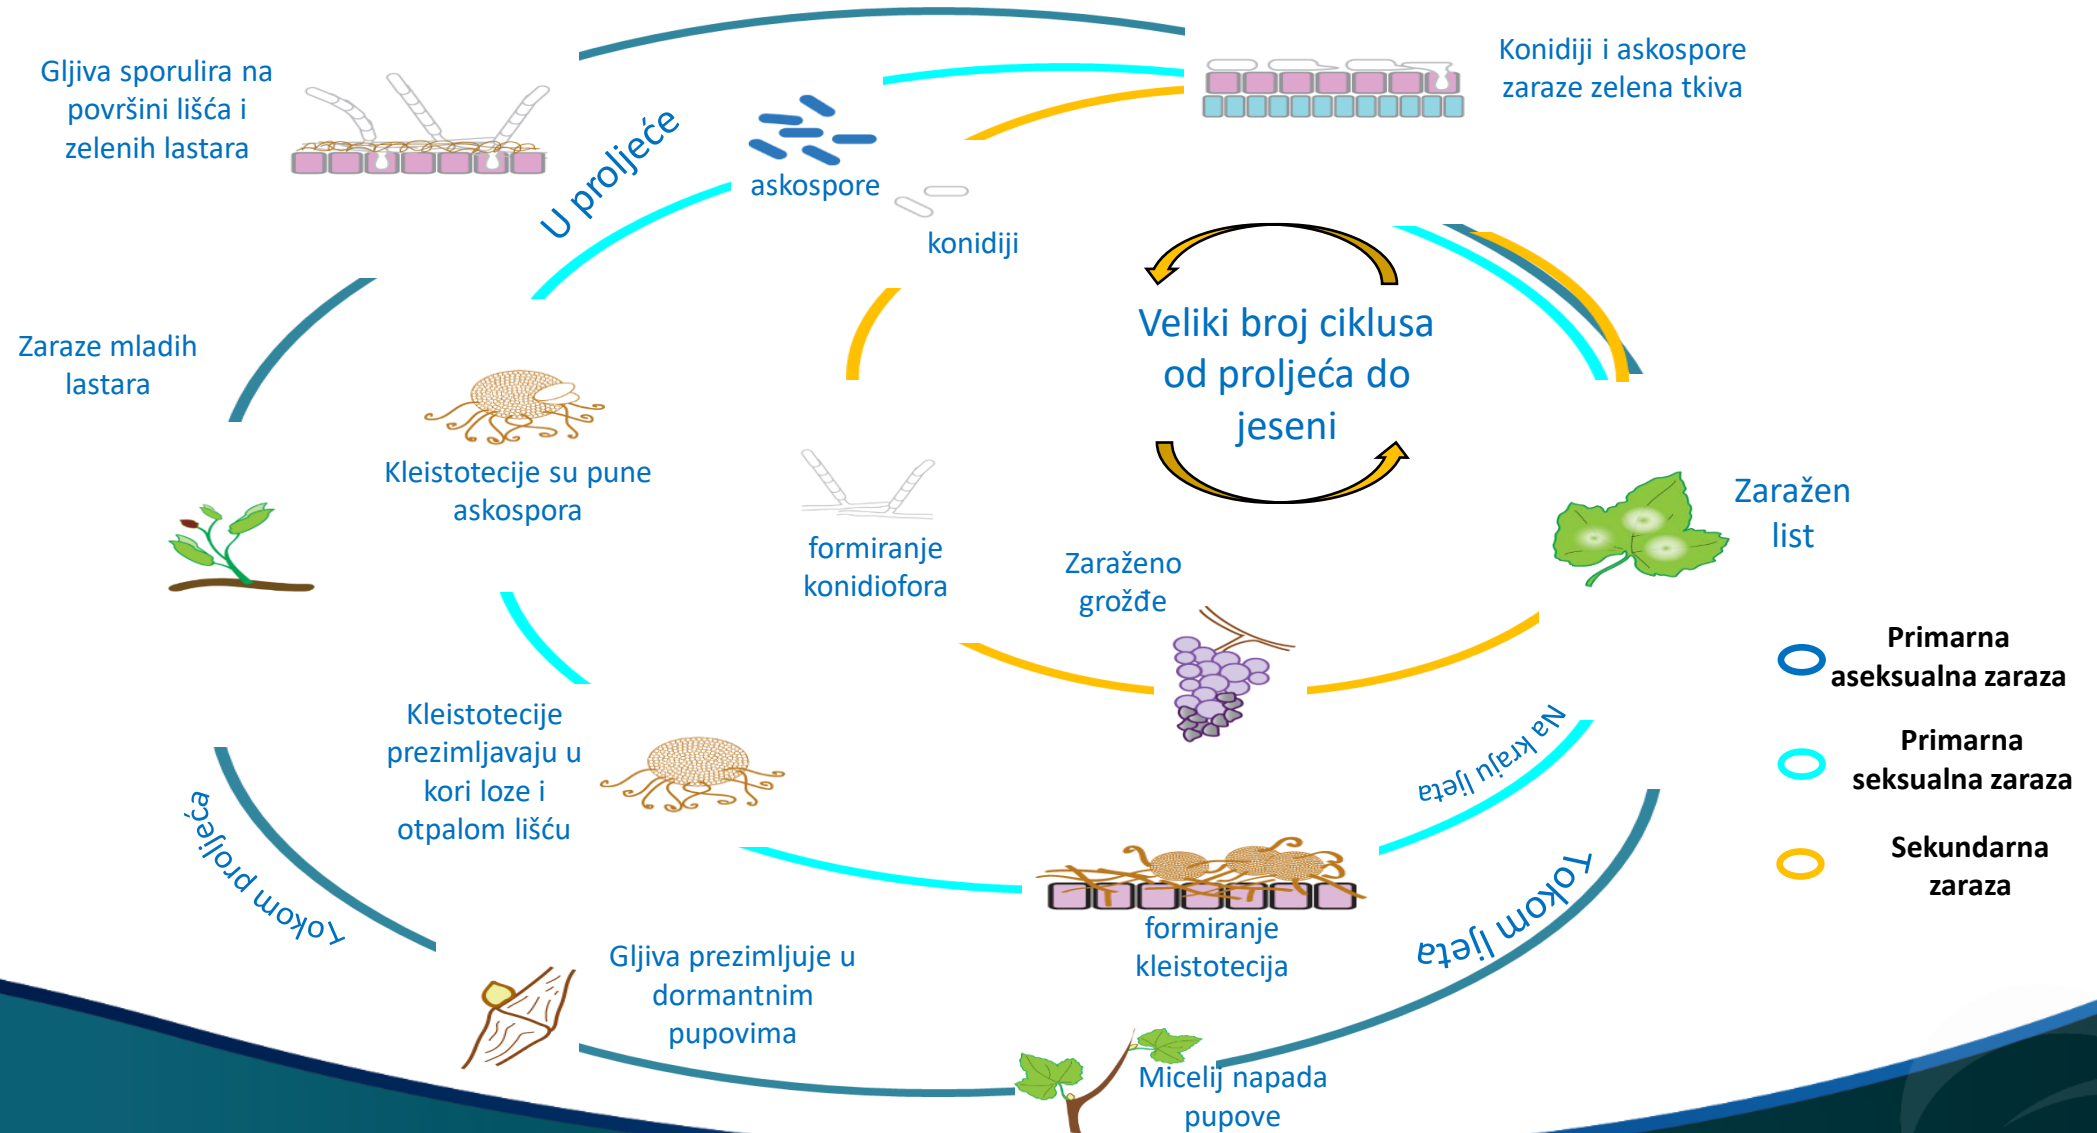 Gljiva sporulira na
površini lišća i
zelenih lastara
U proljeće
askospore
konidiji
Konidiji i askospore
zaraze zelena tkiva
Veliki broj ciklusa
od proljeća do
jeseni
Zaraze mladih
lastara
Kleistotecije su pune
askospora
formiranje
konidiofora
Zaraženo
grožđe
Zaražen
list
Kleistotecije
prezimljavaju u
kori loze i
otpalom lišću
Na kraju ljeta
Tokom proljeća
Tokom ljeta
formiranje
kleistotecija
Gljiva prezimljuje u
dormantnim
pupovima
Micelij napada
pupove
Primarna
aseksualna zaraza
Primarna
seksualna zaraza
Sekundarna
zaraza